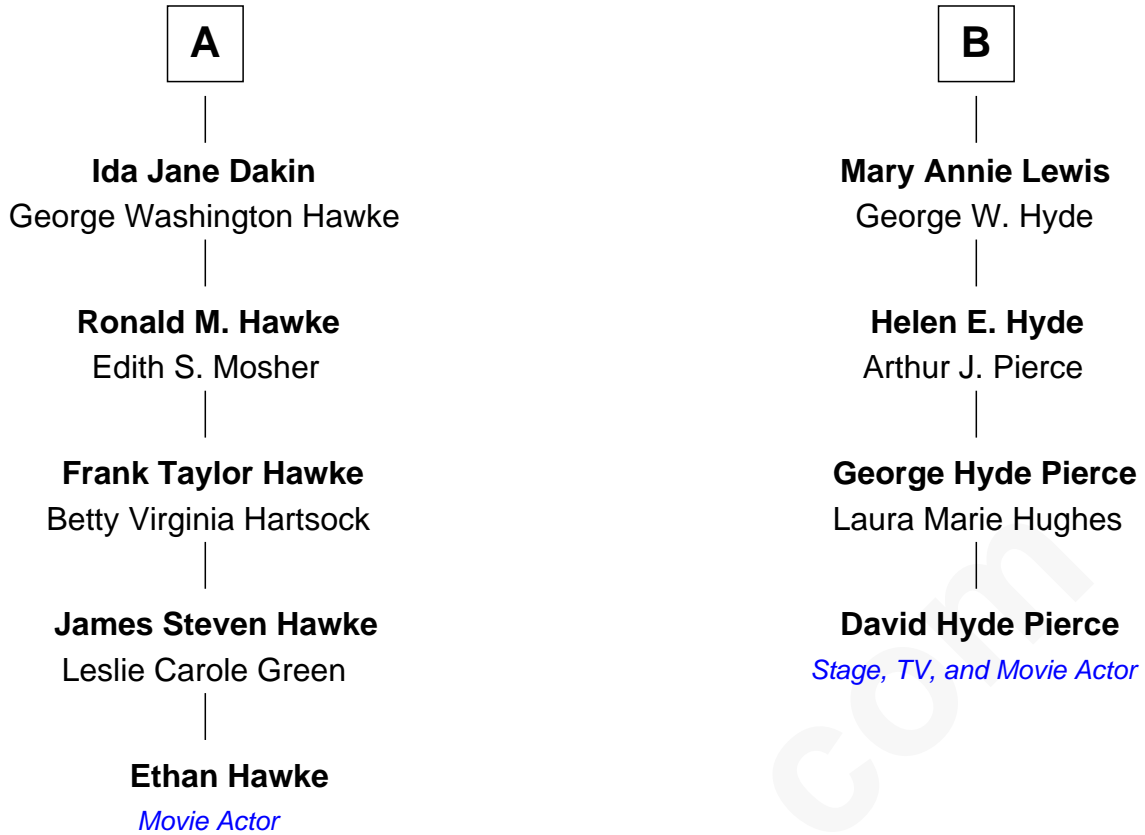 A
Ida Jane Dakin
George Washington Hawke
Ronald M. Hawke
Edith S. Mosher
Frank Taylor Hawke
Betty Virginia Hartsock
James Steven Hawke
Leslie Carole Green
Ethan Hawke
Movie Actor
B
Mary Annie Lewis
George W. Hyde
Helen E. Hyde
Arthur J. Pierce
George Hyde Pierce
Laura Marie Hughes
David Hyde Pierce
Stage, TV, and Movie Actor
com